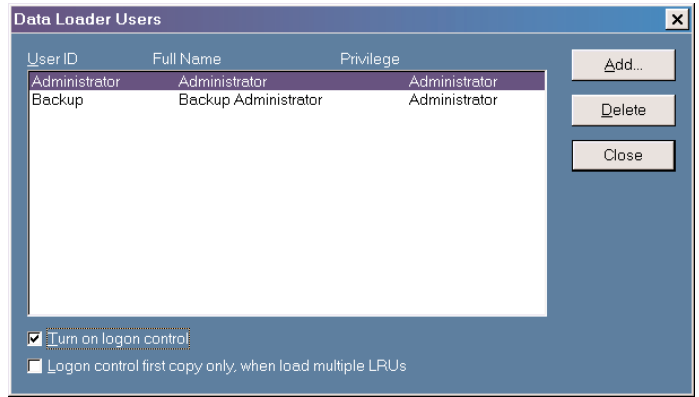 Data Loader Users
User ID Full Name Privilege
Administrator Administrator Administrator
Backup Backup Administrator Administrator
Add...
Delete
Close
Turn on logon control
Logon control first copy only, when load multiple LRUs